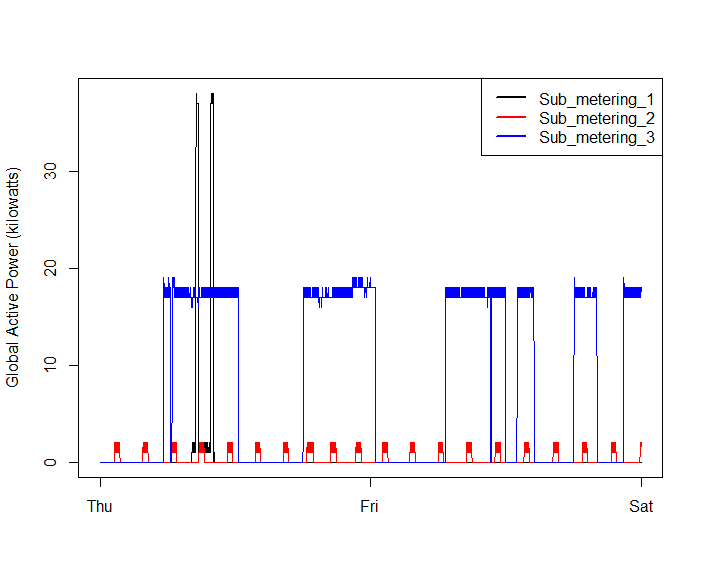 Sub_metering_1
Sub_metering_2
Sub_metering_3
Global Active Power (kilowatts)
30
20
10
0
Thu Fri Sat